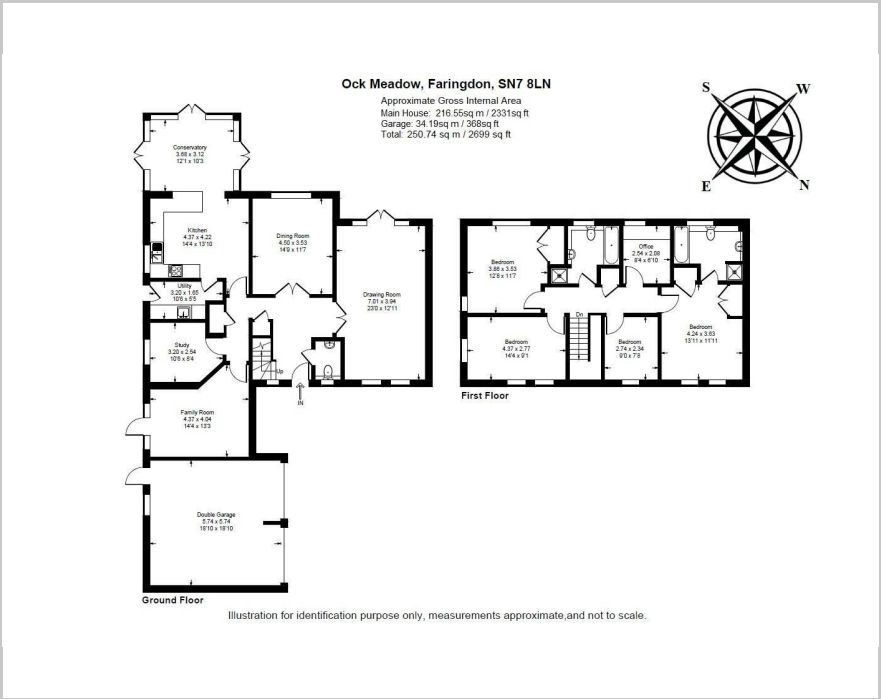 Ock Meadow, Faringdon, SN7 8LN
Approximate Gross Internal Area
Main House: 216.55sq m / 2331sq ft
Garage: 34.19sq m / 368sq ft
Total: 250.74 sq m / 2699 sq ft
S
W
E
N
Conservatory
3.68 x 3.12
12'1 x 10'3
Kitchen
4.37 x 4.22
14'4 x 13'10
Dining Room
4.50 x 3.53
14'9 x 11'7
Utility
3.20 x 1.65
10'6 x 5'5
Drawing Room
7.01 x 3.94
23'0 x 12'11
Study
3.20 x 2.54
10'6 x 8'4
Up
IN
Family Room
4.37 x 4.04
14'4 x 13'3
Double Garage
5.74 x 5.74
18'10 x 18'10
Ground Floor
Bedroom
3.86 x 3.53
12'8 x 11'7
Office
2.54 x 2.08
8'4 x 6'10
Dn
Bedroom
4.37 x 2.77
14'4 x 9'1
Bedroom
2.74 x 2.34
9'0 x 7'8
Bedroom
4.24 x 3.63
13'11 x 11'11
First Floor
Illustration for identification purpose only, measurements approximate,and not to scale.